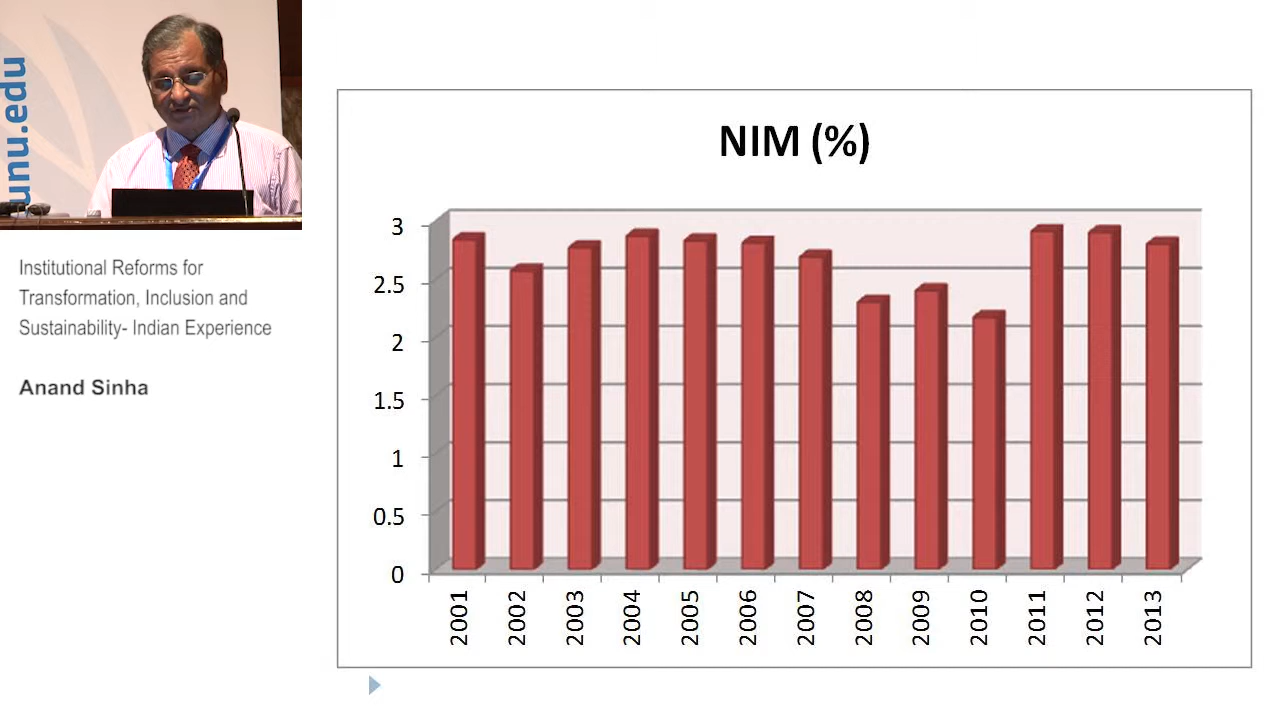 unu.edu
Institutional Reforms for
Transformation, Inclusion and
Sustainability- Indian Experience
Anand Sinha
NIM (%)
3
2.5
2
1.5
1
0.5
0
2001 2002 2003 2004 2005 2006 2007 2008 2009 2010 2011 2012 2013